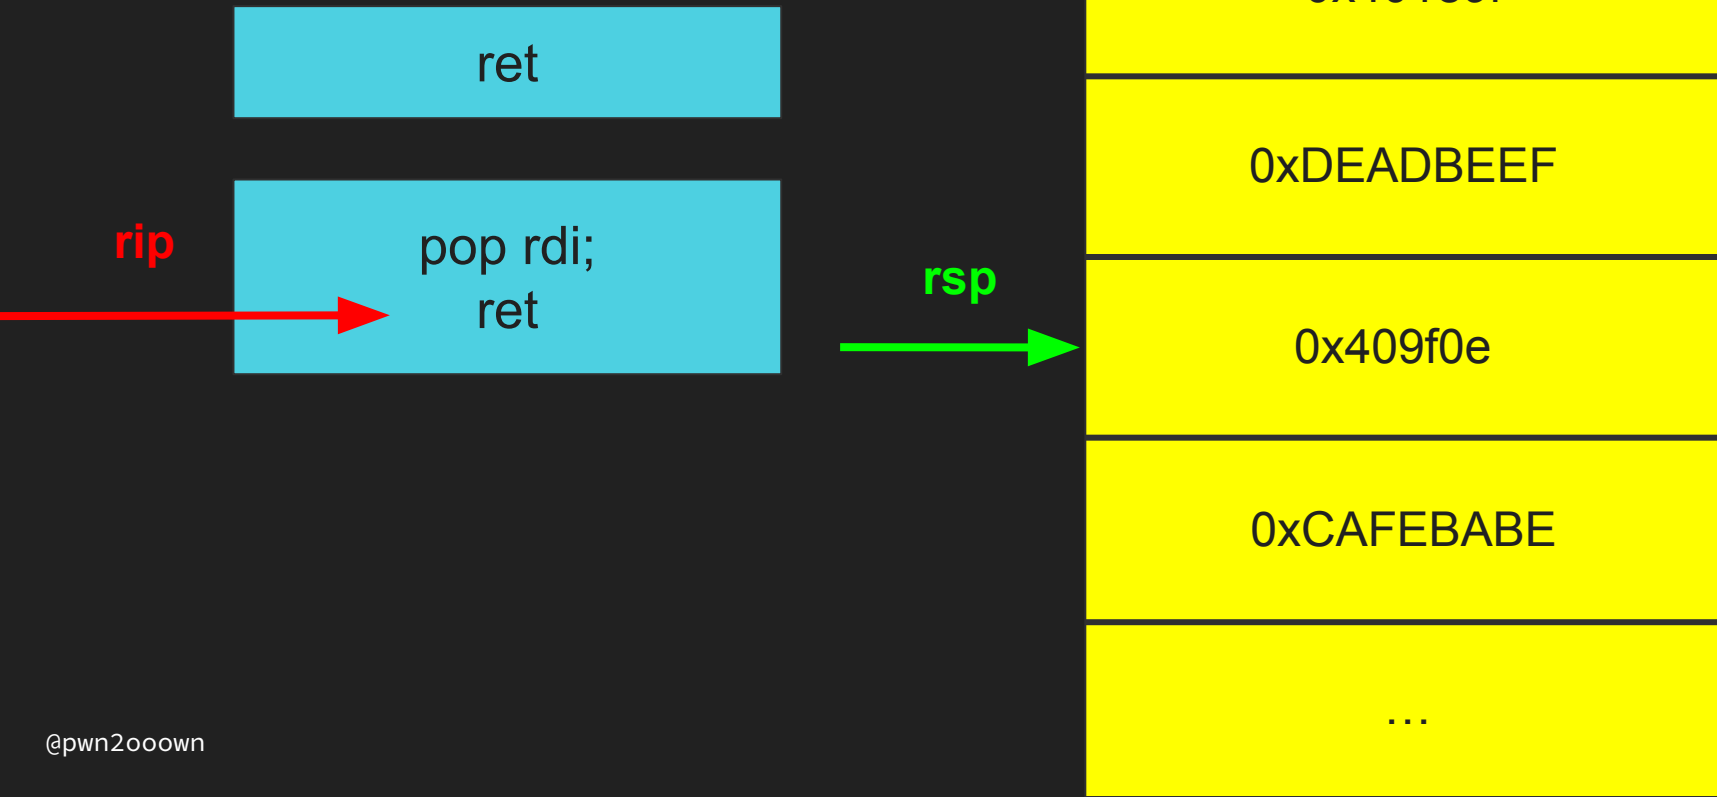 ret
rip
pop rdi;
ret
rsp
0xDEADBEEF
0x409f0e
0xCAFEBABE
...
@pwn2ooown